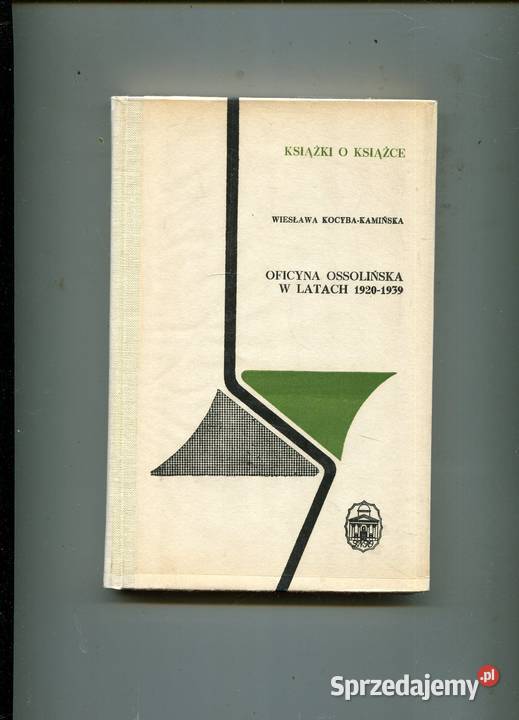 KSIĄŻKI O KSIĄŻCE
WIESŁAWA KOCYBA-KAMIŃSKA
OFICYNA OSSOLIŃSKA
W LATACH 1920-1939
Sprzedajemy.pl